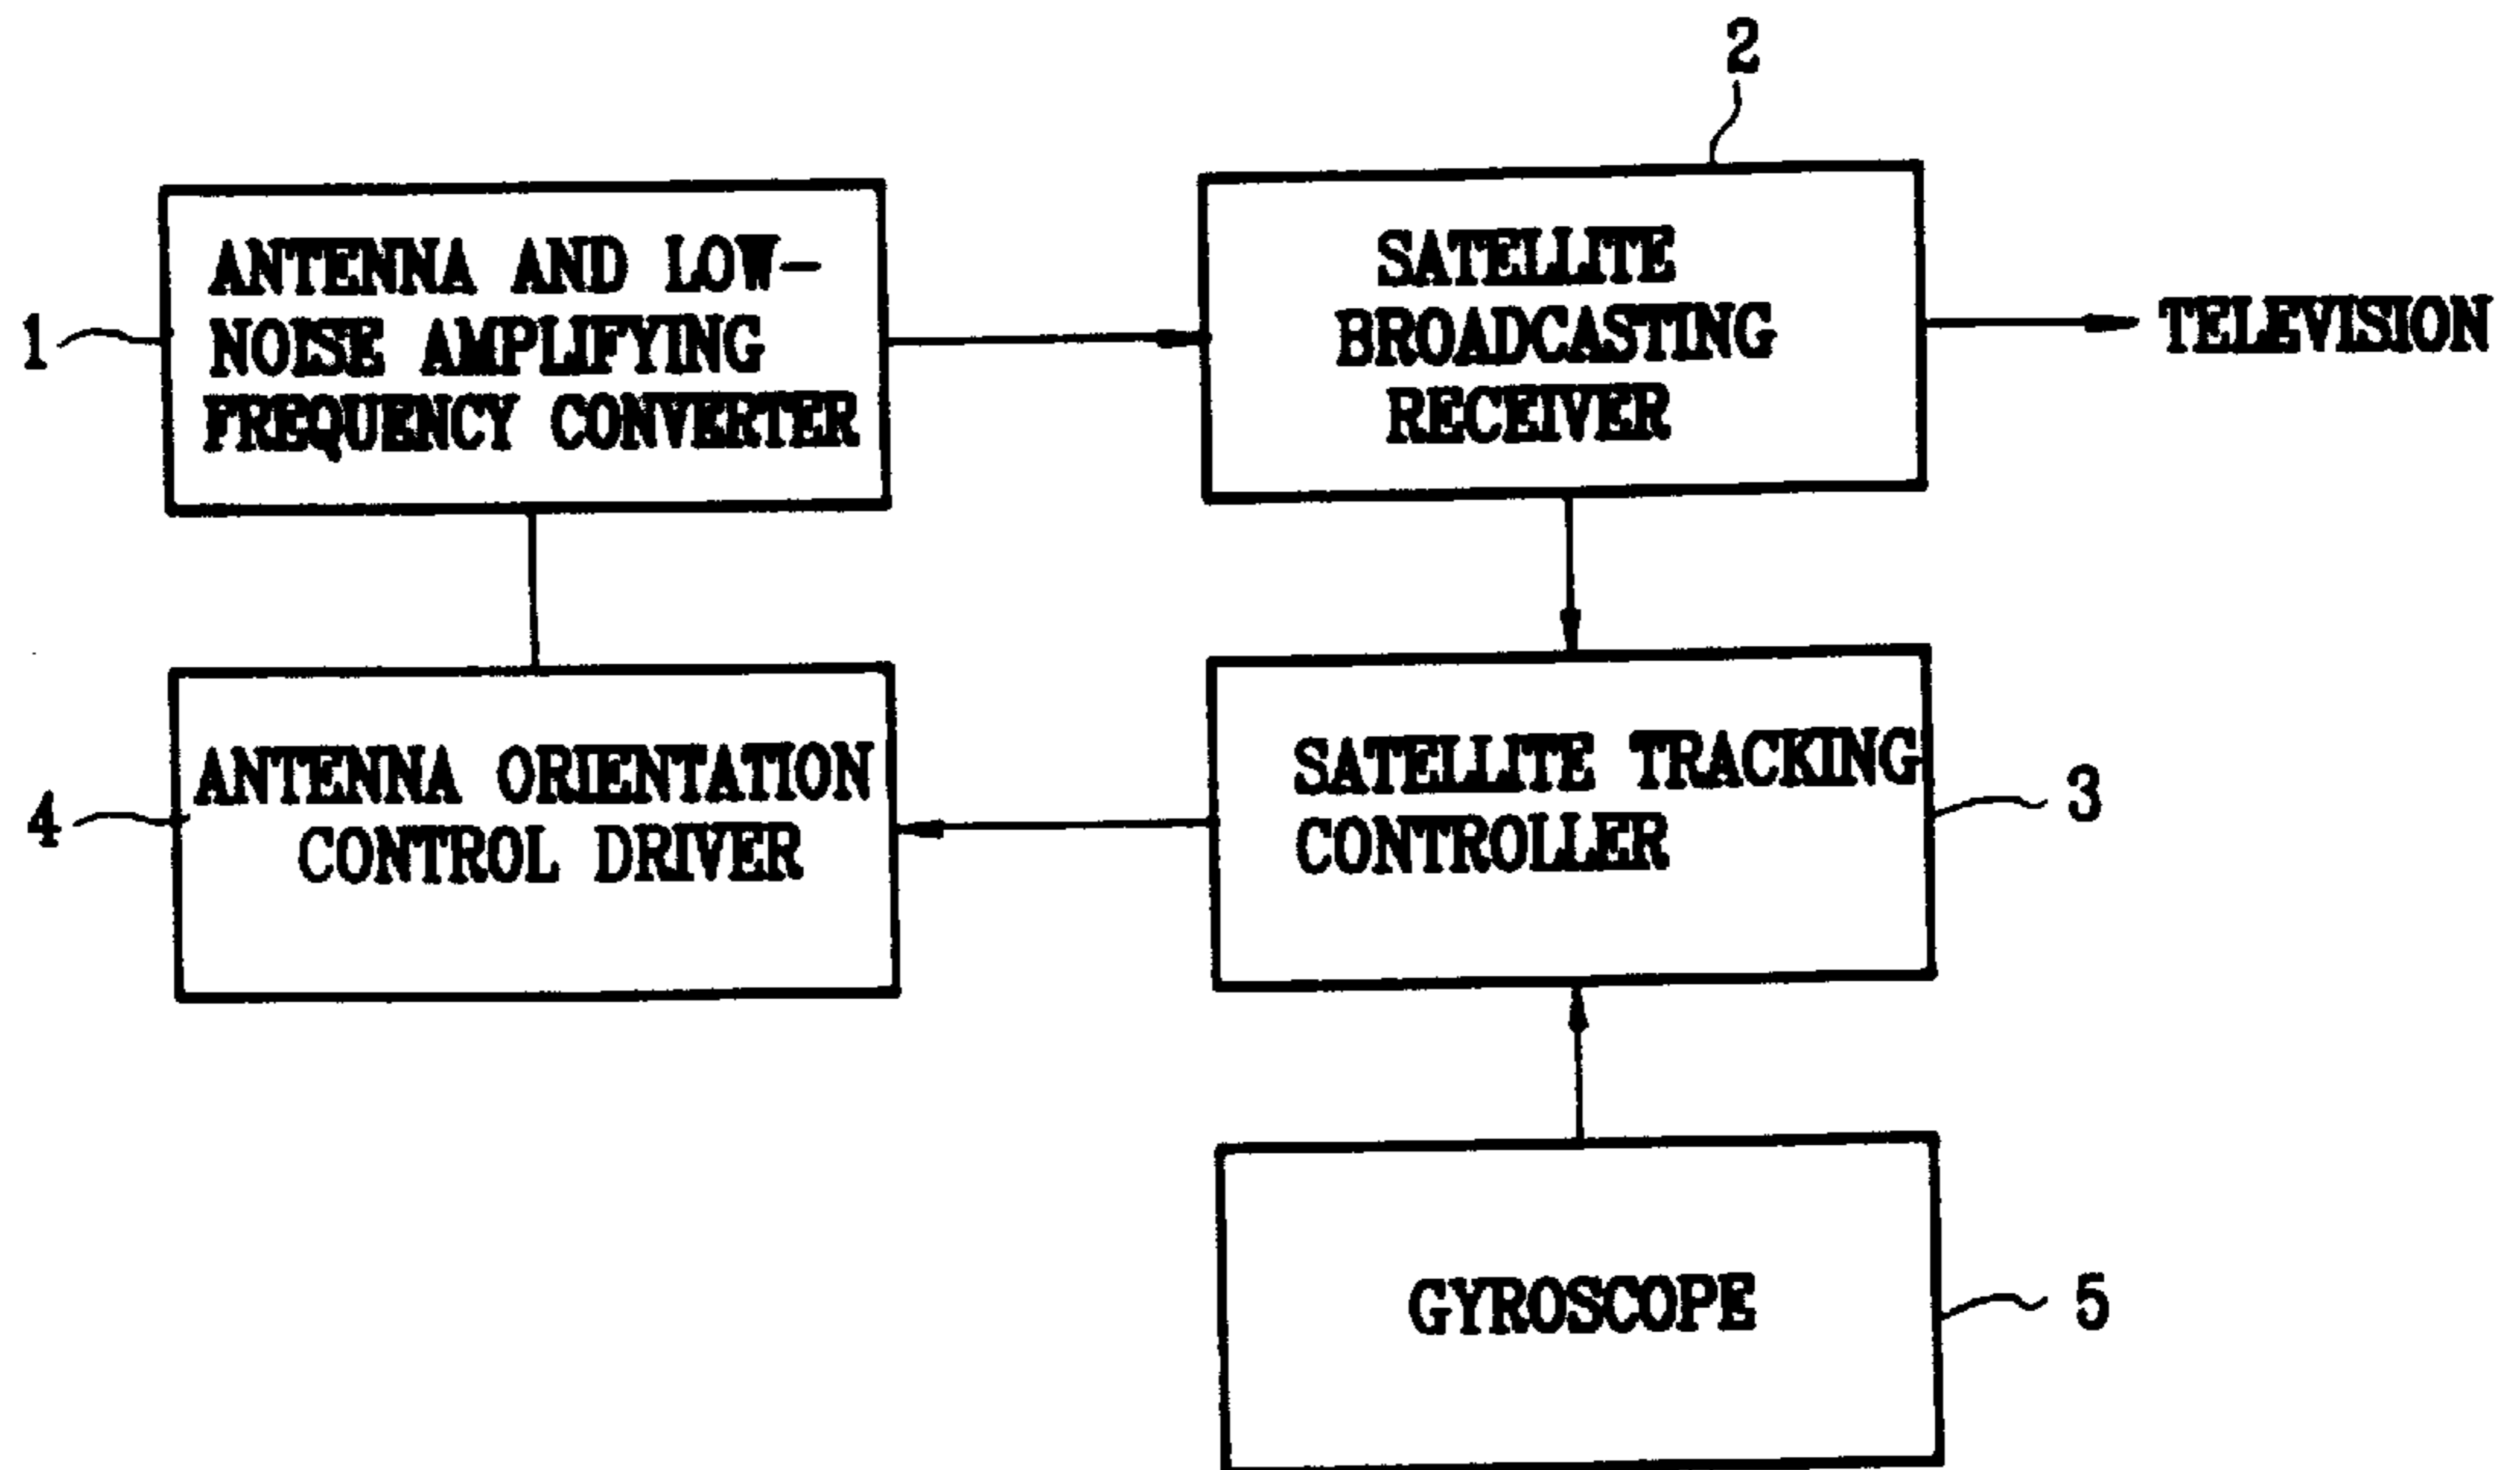 2
ANTENNA AND LOW-
NOISE AMPLIFYING
FREQUENCY CONVERTER
1
SATELLITE
BROADCASTING
RECEIVER
TELEVISION
ANTENNA ORIENTATION
CONTROL DRIVER
4
SATELLITE TRACKING
CONTROLLER
3
GYROSCOPE
5